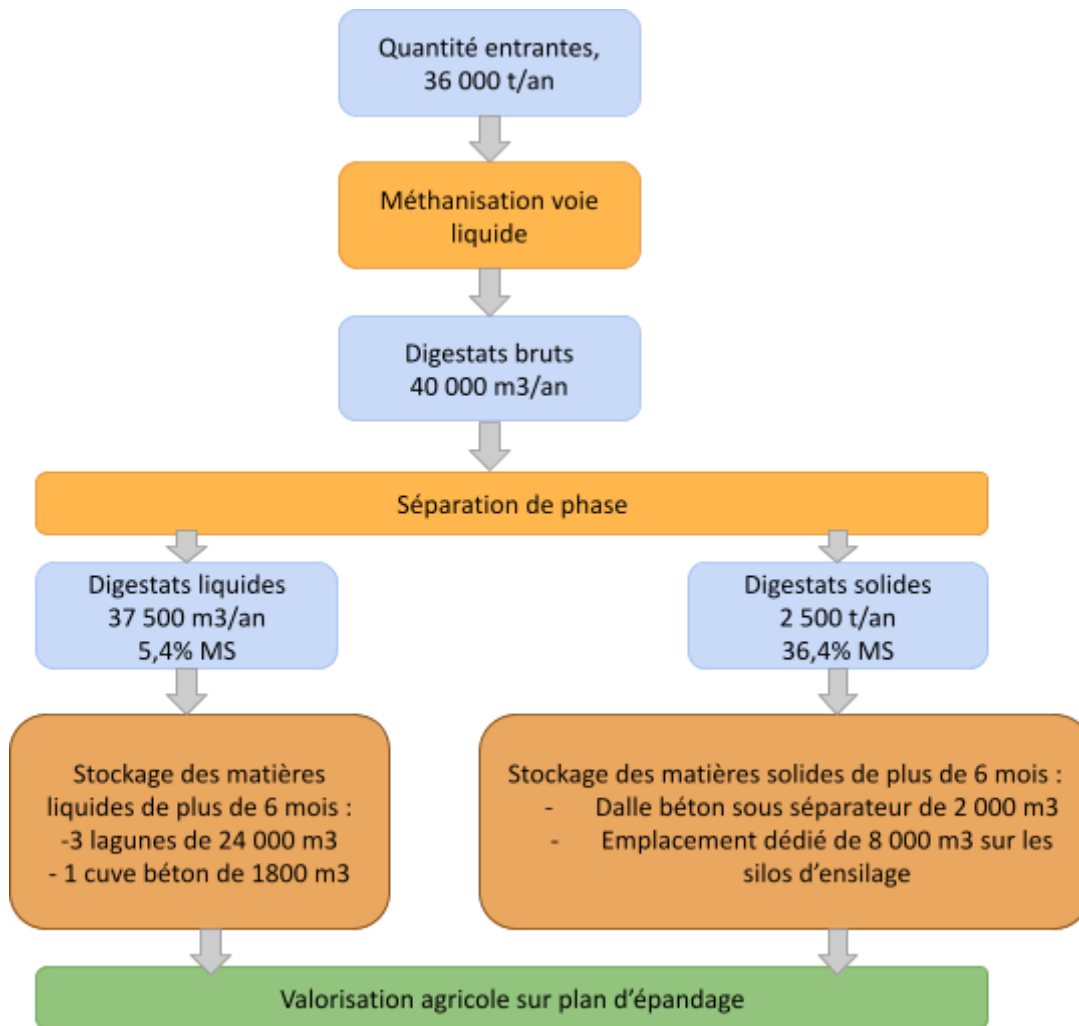 Quantité entrantes,
36 000 t/an
Méthanisation voie
liquide
Digestats bruts
40 000 m3/an
Séparation de phase
Digestats liquides
37 500 m3/an
5,4% MS
Digestats solides
2 500 t/an
36,4% MS
Stockage des matières
liquides de plus de 6 mois :
-3 lagunes de 24 000 m3
- 1 cuve béton de 1800 m3
Stockage des matières solides de plus de 6 mois :
- Dalle béton sous séparateur de 2 000 m3
- Emplacement dédié de 8 000 m3 sur les
silos d’ensilage
Valorisation agricole sur plan d’épandage